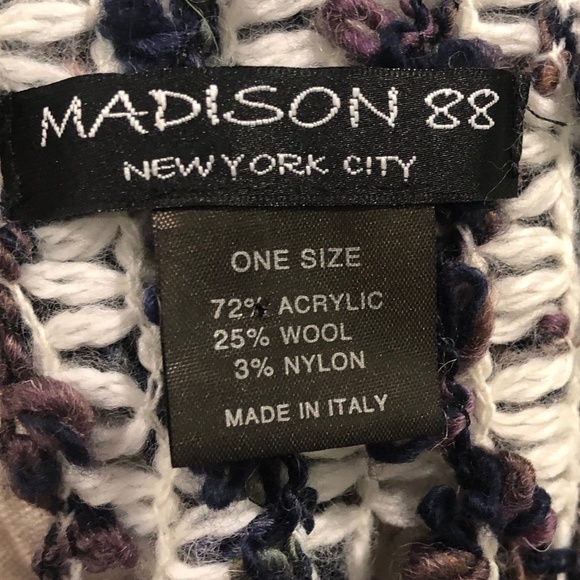 MADISON 88
NEW YORK CITY
ONE SIZE
72% ACRYLIC
25% WOOL
3% NYLON
MADE IN ITALY